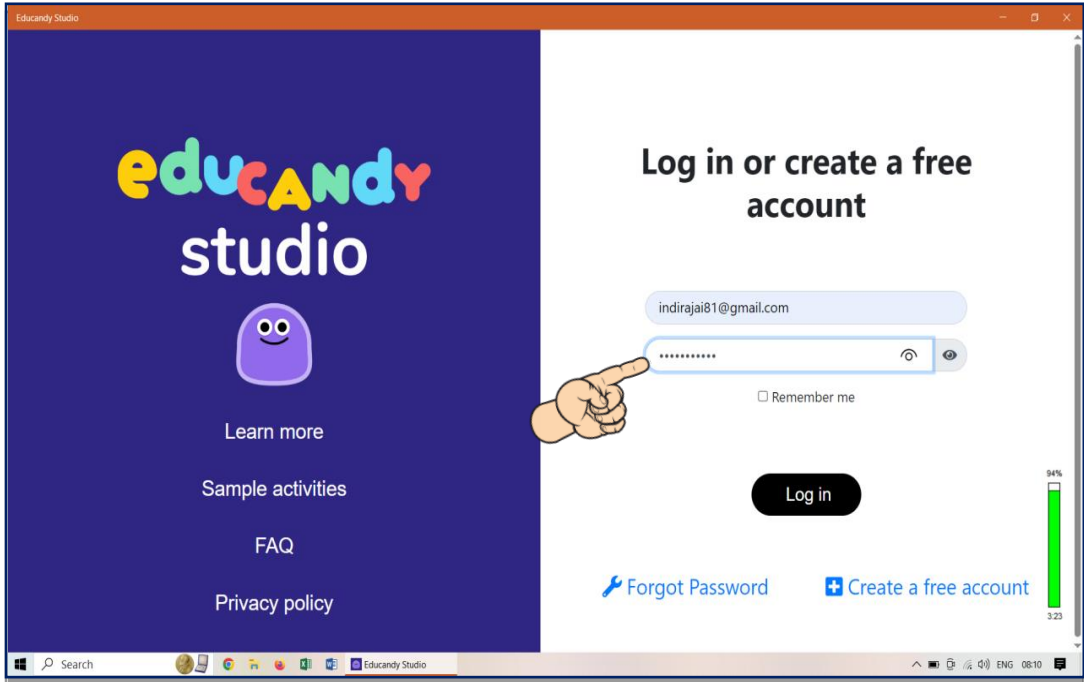 Educandy Studio
educandy
studio
Learn more
Sample activities
FAQ
Privacy policy
Log in or create a free
account
indirajai81@gmail.com
•••••••••••
Remember me
Log in
Forgot Password
Create a free account
94%
3:23
Search
Educandy Studio
ENG 08:10